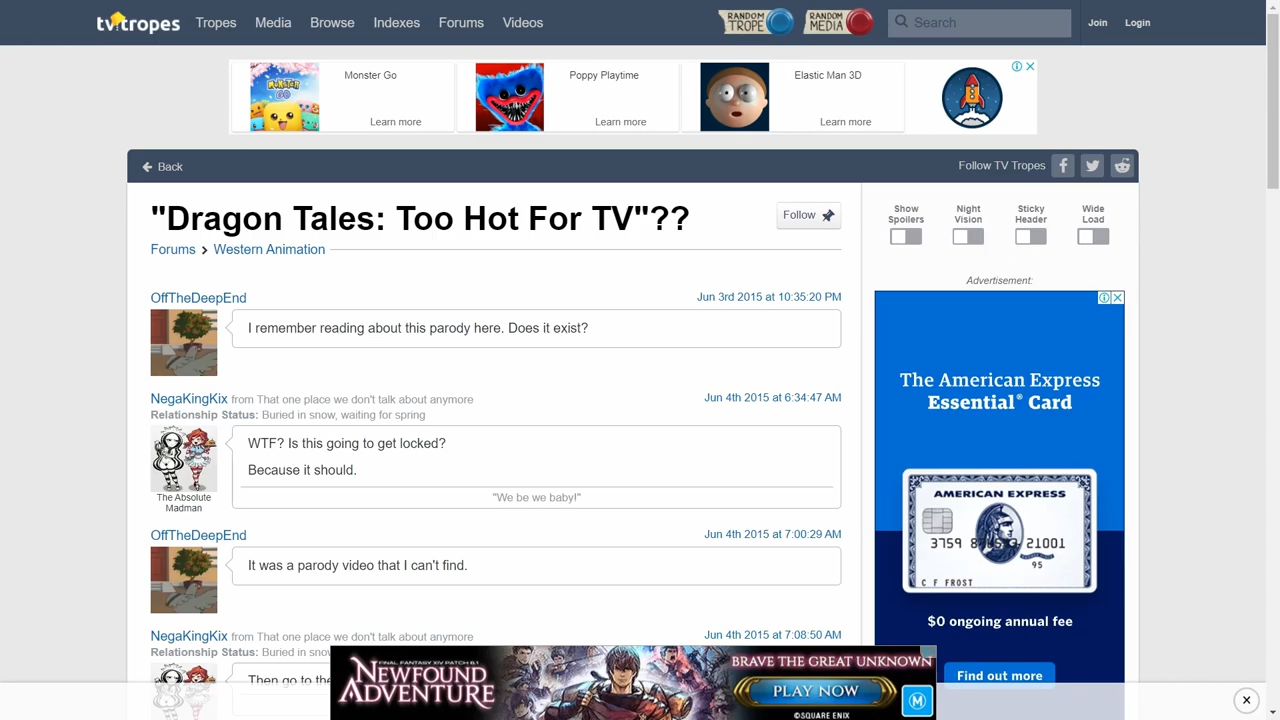 tvtropes
Tropes
Media
Browse
Indexes
Forums
Videos
RANDOM TROPE
RANDOM MEDIA
Search
Join
Login
Monster Go
Learn more
Poppy Playtime
Learn more
Elastic Man 3D
Learn more
Back
Follow TV Tropes
"Dragon Tales: Too Hot For TV"??
Follow
Forums
Western Animation
Show Spoilers
Night Vision
Sticky Header
Wide Load
Advertisement:
OffTheDeepEnd
Jun 3rd 2015 at 10:35:20 PM
I remember reading about this parody here. Does it exist?
NegaKingKix from That one place we don't talk about anymore
Jun 4th 2015 at 6:34:47 AM
Relationship Status: Buried in snow, waiting for spring
WTF? Is this going to get locked?
Because it should.
"We be we baby!"
The Absolute
Madman
OffTheDeepEnd
Jun 4th 2015 at 7:00:29 AM
It was a parody video that I can't find.
NegaKingKix from That one place we don't talk about anymore
Jun 4th 2015 at 7:08:50 AM
Relationship Status: Buried in snow
Then go to the
The American Express
Essential® Card
AMERICAN EXPRESS
3759
21001
95
C F FROST
$0 ongoing annual fee
Find out more
FINAL FANTASY XIV PATCH 6.1
NEWFOUND
ADVENTURE
BRAVE THE GREAT UNKNOWN
PLAY NOW
©SQUARE ENIX
M